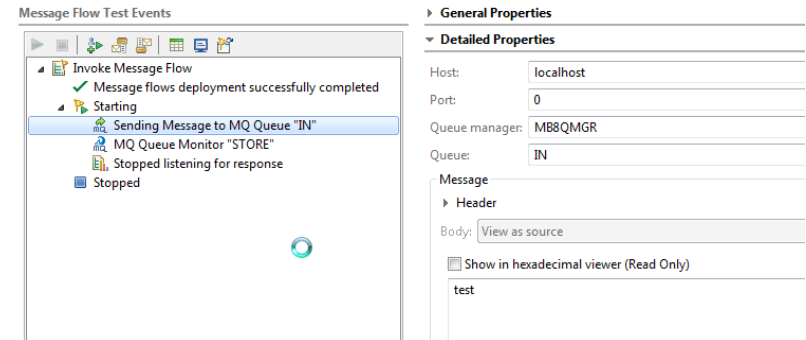 Message Flow Test Events
Invoke Message Flow
Message flows deployment successfully completed
Starting
Sending Message to MQ Queue "IN"
MQ Queue Monitor "STORE"
Stopped listening for response
Stopped
General Properties
Detailed Properties
Host: localhost
Port: 0
Queue manager: MB8QMGR
Queue: IN
Message
Header
Body: View as source
Show in hexadecimal viewer (Read Only)
test